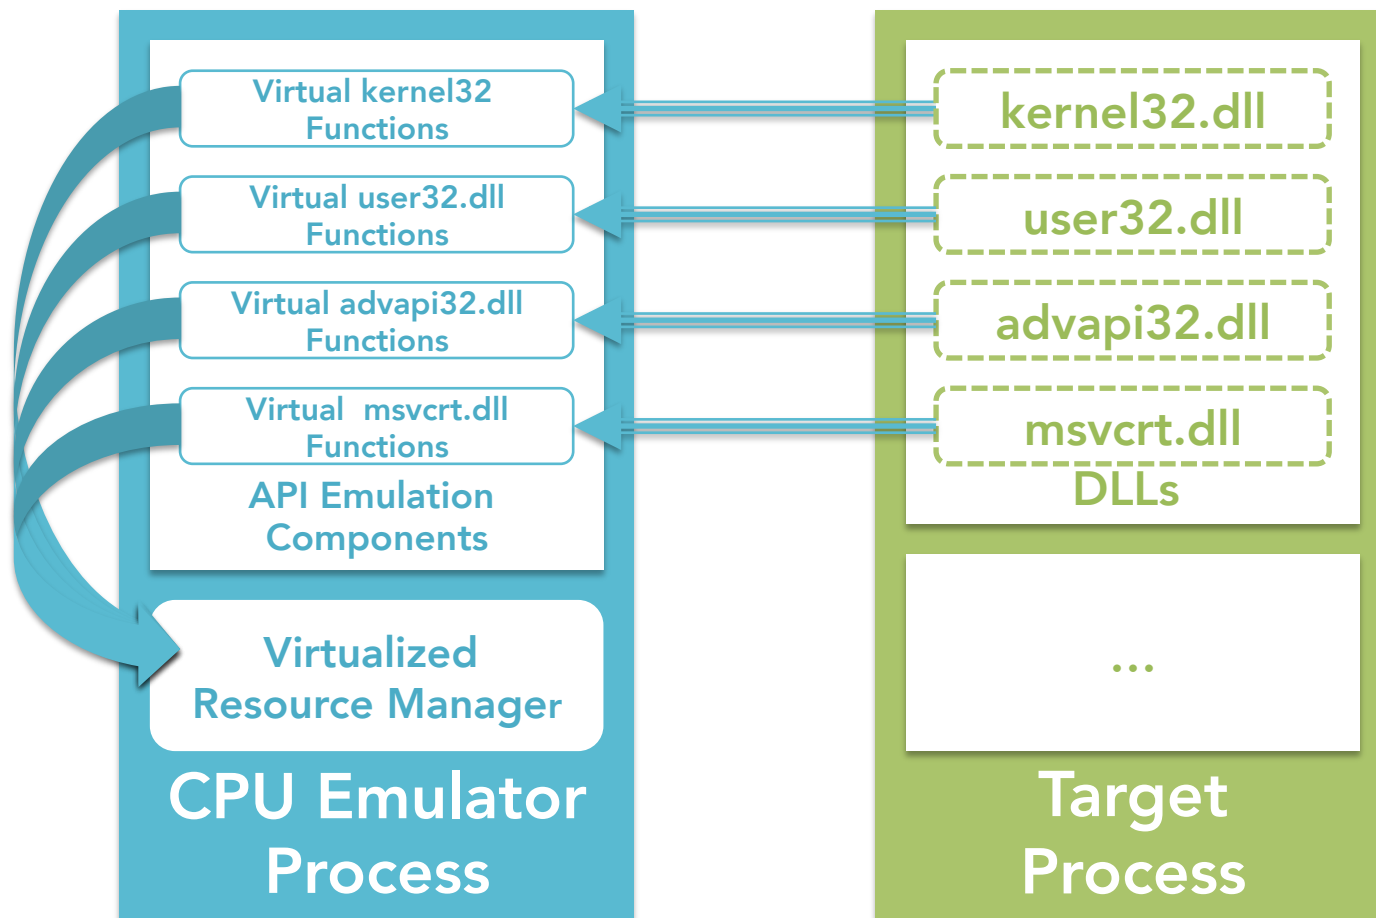 Virtual kernel32
Functions
Virtual user32.dll
Functions
Virtual advapi32.dll
Functions
Virtual  msvcrt.dll
Functions
API Emulation
Components
Virtualized
Resource Manager
CPU Emulator
Process
kernel32.dll
user32.dll
advapi32.dll
msvcrt.dll
DLLs
...
Target
Process